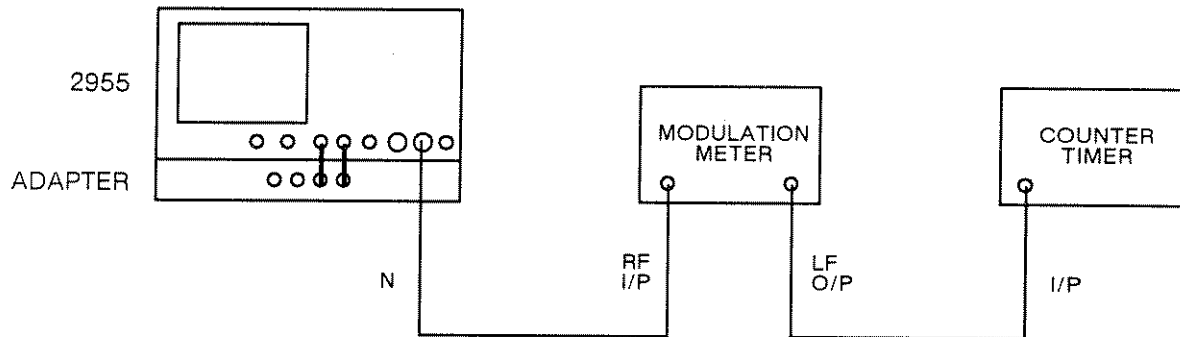 2955
ADAPTER
MODULATION
METER
COUNTER
TIMER
N
RF
I/P
LF
O/P
I/P